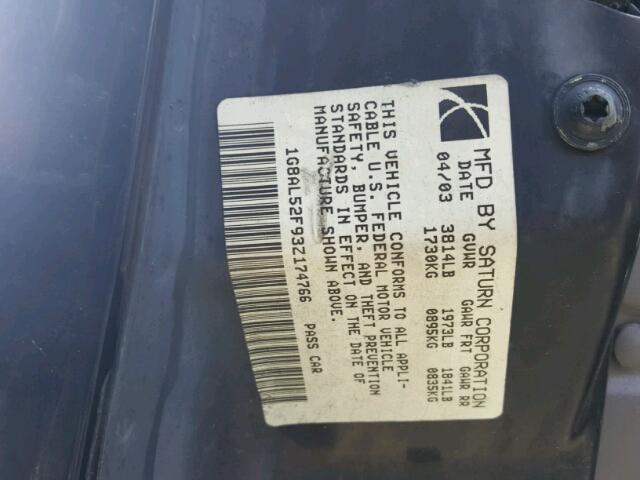 MFD BY SATURN CORPORATION
DATE GVWR GAWR FRT GAWR RR
04/03 3814LB 1973LB 1841LB
1730KG 0895KG 0835KG
THIS VEHICLE CONFORMS TO ALL APPLI-
CABLE U.S. FEDERAL MOTOR VEHICLE
SAFETY, BUMPER, AND THEFT PREVENTION
STANDARDS IN EFFECT ON THE DATE OF
MANUFACTURE SHOWN ABOVE.
1G8AL52F93Z174766 PASS CAR